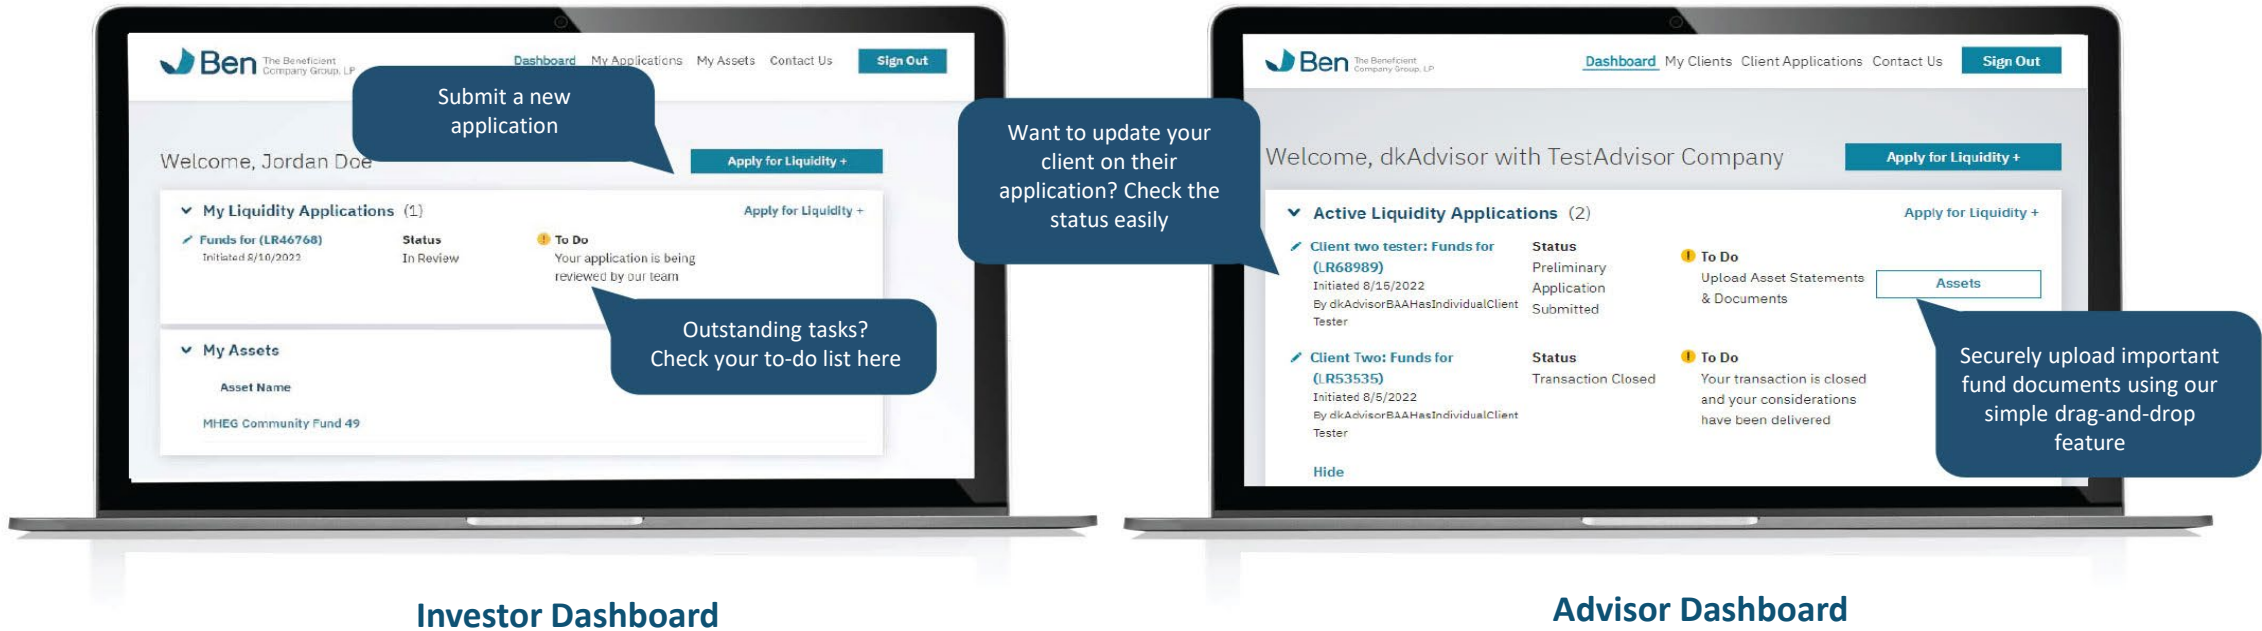 Ben The Beneficient
Company Group, LP
Dashboard My Applications My Assets Contact Us Sign Out
Submit a new
application
Welcome, Jordan Doe
Apply for Liquidity +
My Liquidity Applications (1)
Apply for Liquidity +
Funds for (LR46768)
Initiated 8/10/2022
Status
In Review
To Do
Your application is being
reviewed by our team
Outstanding tasks?
Check your to-do list here
My Assets
Asset Name
MHEG Community Fund 49
Investor Dashboard
Ben The Beneficient
Company Group, LP
Dashboard My Clients Client Applications Contact Us Sign Out
Want to update your
client on their
application? Check the
status easily
Welcome, dkAdvisor with TestAdvisor Company
Apply for Liquidity +
Active Liquidity Applications (2)
Apply for Liquidity +
Client two tester: Funds for
(LR68989)
Initiated 8/15/2022
By dkAdvisorBAAHasIndividualClient
Tester
Status
Preliminary
Application
Submitted
To Do
Upload Asset Statements
& Documents
Assets
Securely upload important
fund documents using our
simple drag-and-drop
feature
Client Two: Funds for
(LR53535)
Initiated 8/5/2022
By dkAdvisorBAAHasIndividualClient
Tester
Status
Transaction Closed
To Do
Your transaction is closed
and your considerations
have been delivered
Hide
Advisor Dashboard